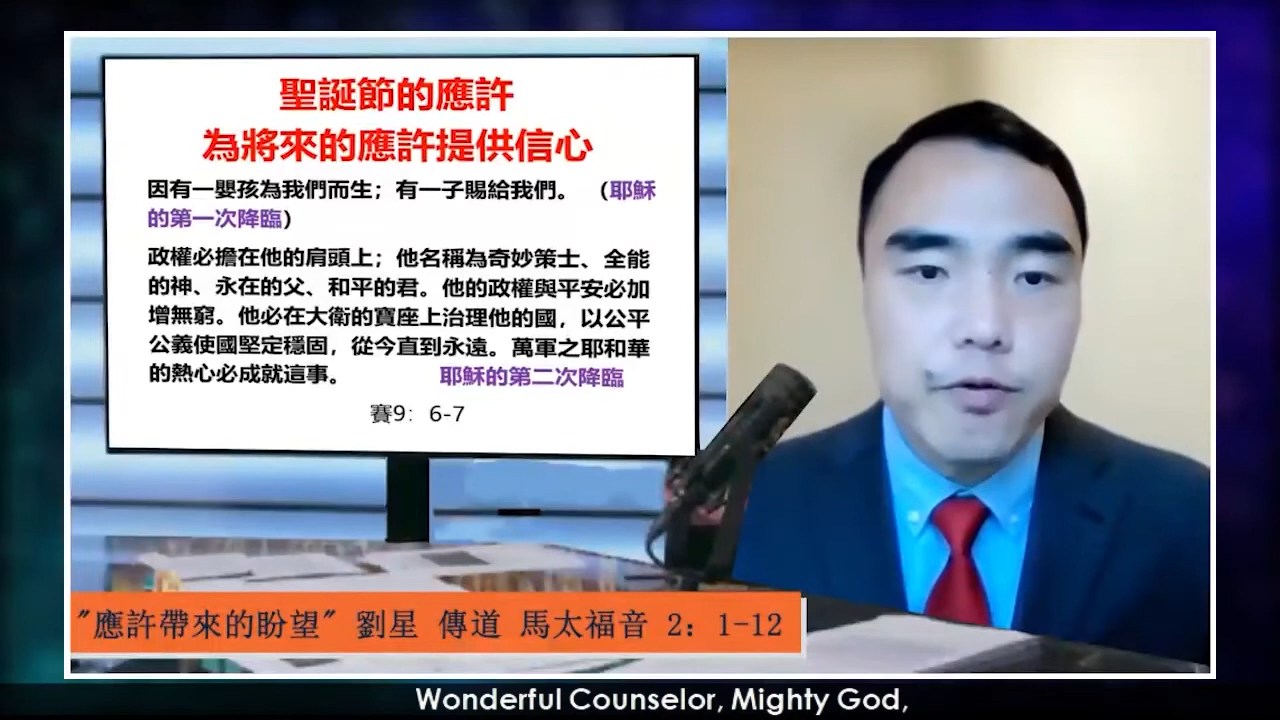 聖誕節的應許
為將來的應許提供信心
因有一嬰孩為我們而生；有一子賜給我們。 （耶穌
的第一次降臨）
政權必擔在他的肩頭上；他名稱為奇妙策士、全能
的神、永在的父、和平的君。他的政權與平安必加
增無窮。他必在大衛的寶座上治理他的國，以公平
公義使國堅定穩固，從今直到永遠。萬軍之耶和華
的熱心必成就這事。 耶穌的第二次降臨
賽9：6-7
"應許帶來的盼望" 劉星 傳道 馬太福音 2：1-12
Wonderful Counselor, Mighty God,